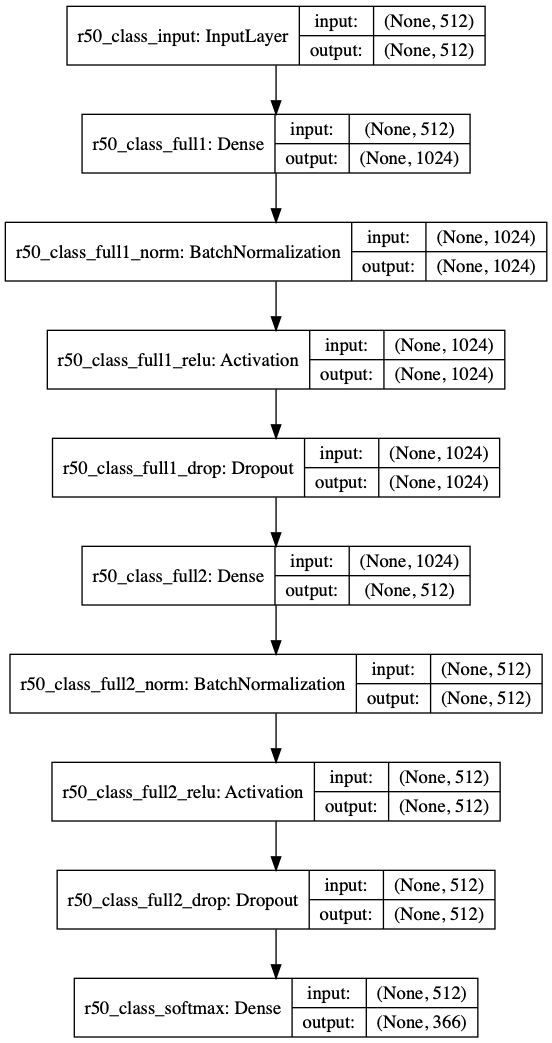 r50_class_input: InputLayer input: (None, 512)
output: (None, 512)
r50_class_full1: Dense input: (None, 512)
output: (None, 1024)
r50_class_full1_norm: BatchNormalization input: (None, 1024)
output: (None, 1024)
r50_class_full1_relu: Activation input: (None, 1024)
output: (None, 1024)
r50_class_full1_drop: Dropout input: (None, 1024)
output: (None, 1024)
r50_class_full2: Dense input: (None, 1024)
output: (None, 512)
r50_class_full2_norm: BatchNormalization input: (None, 512)
output: (None, 512)
r50_class_full2_relu: Activation input: (None, 512)
output: (None, 512)
r50_class_full2_drop: Dropout input: (None, 512)
output: (None, 512)
r50_class_softmax: Dense input: (None, 512)
output: (None, 366)